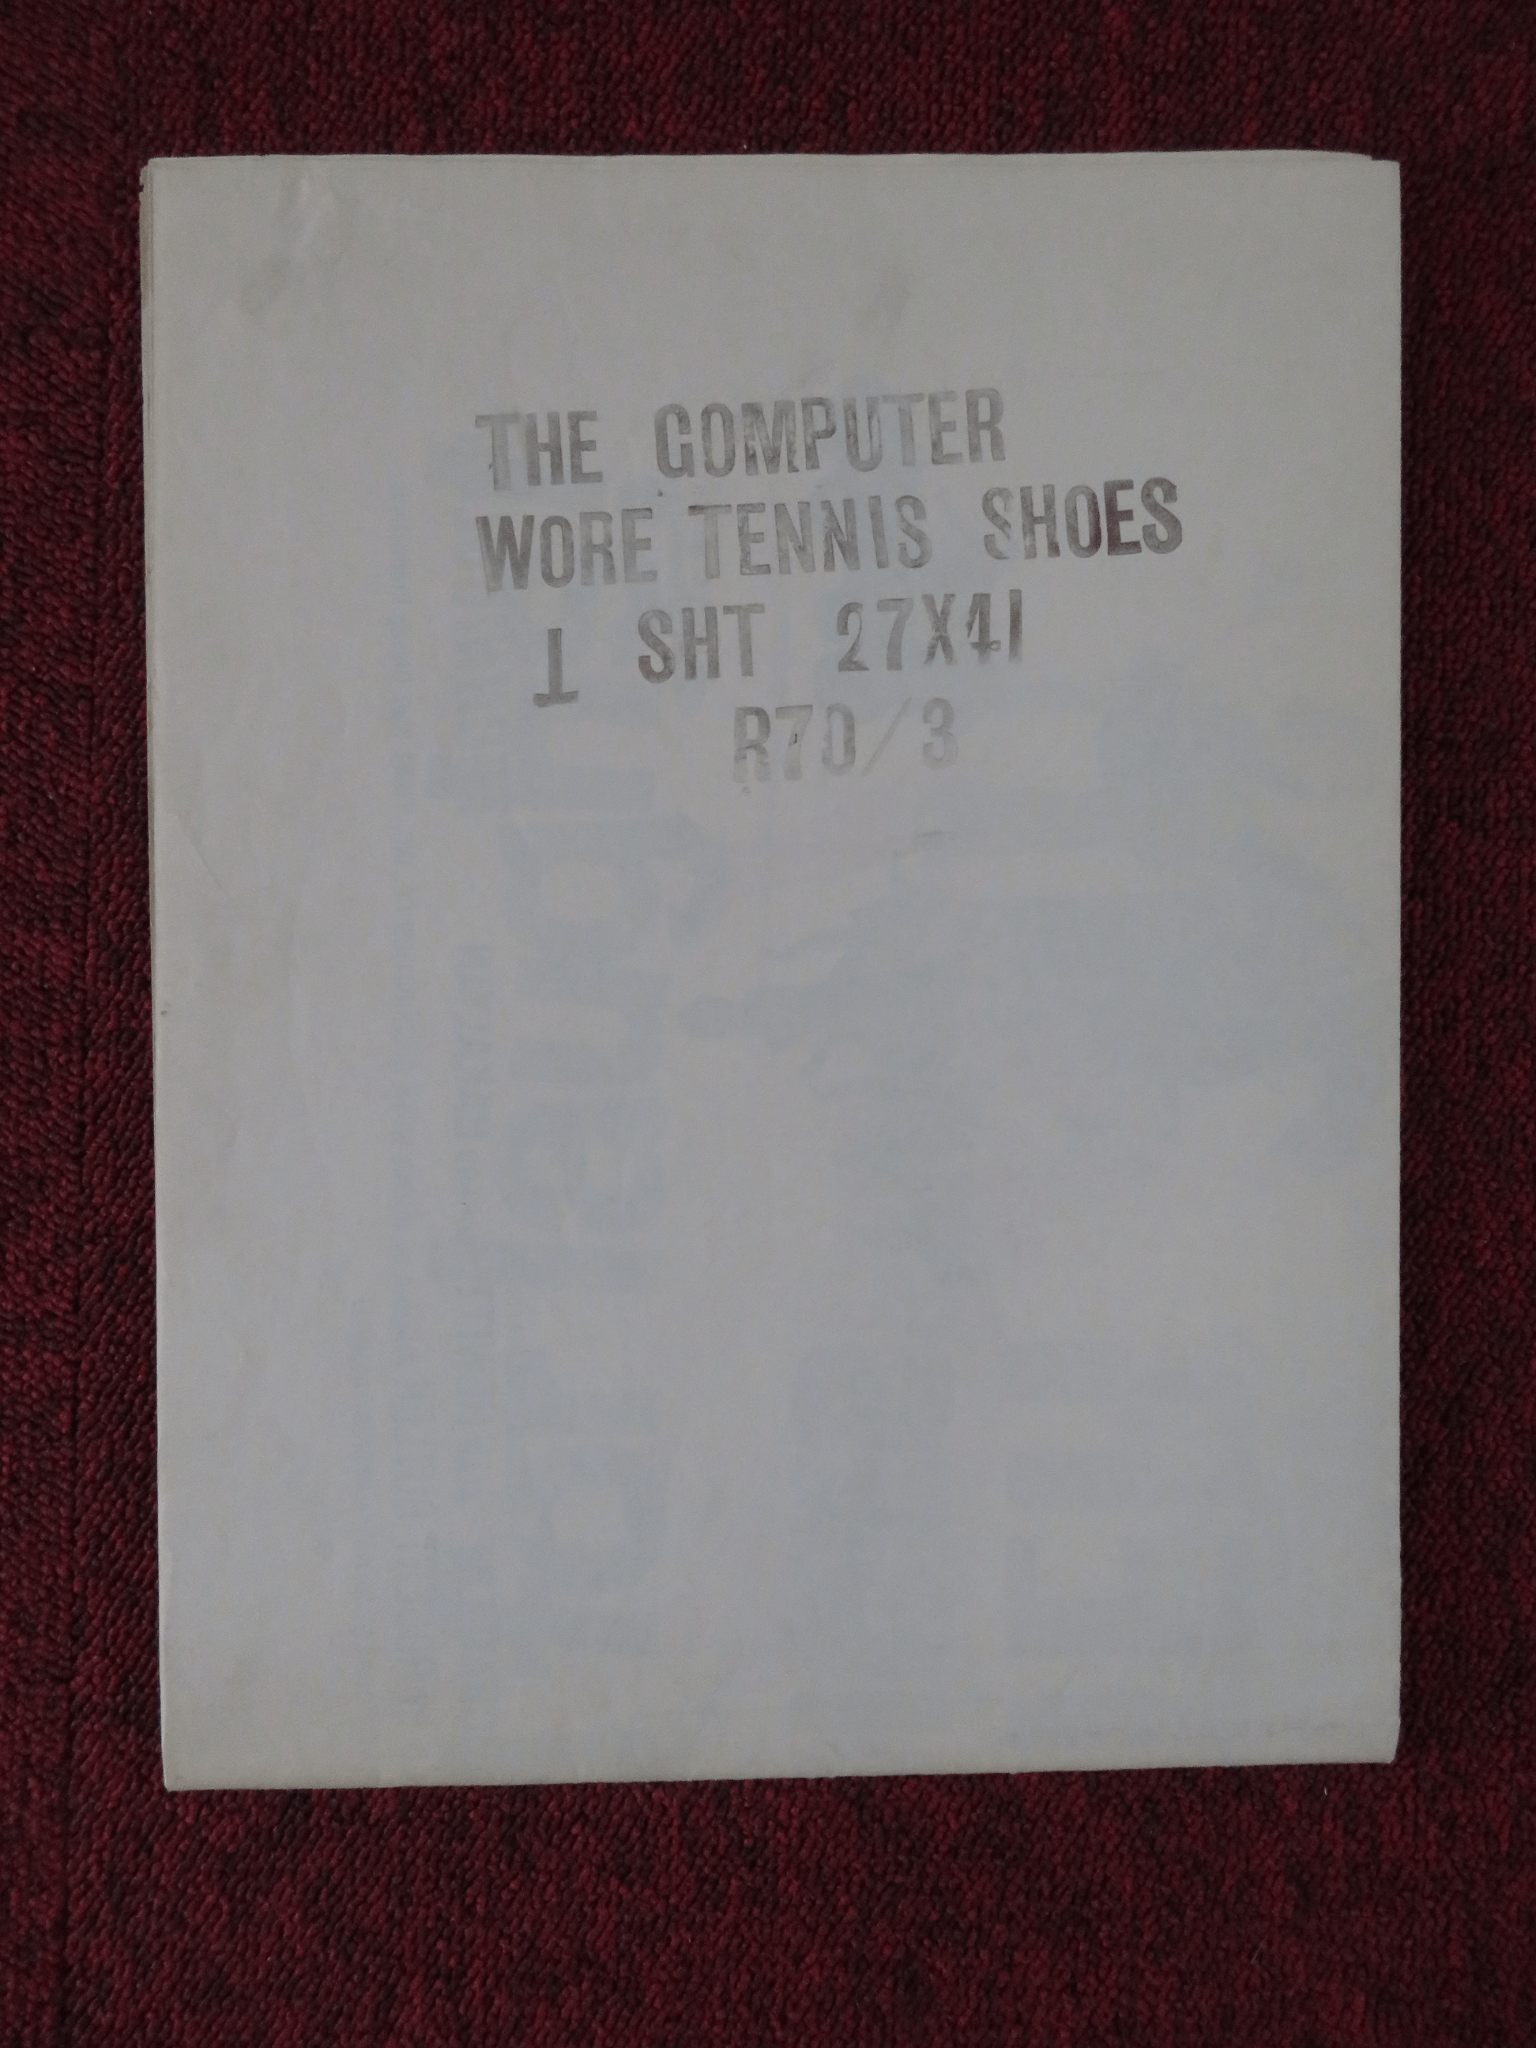 THE COMPUTER
WORE TENNIS SHOES
1 SHT 27X41
R70/3